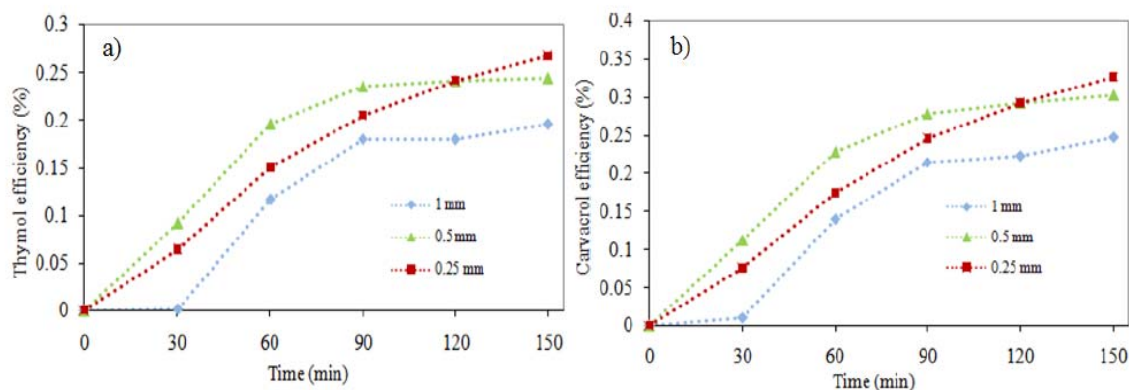 a)
Thymol efficiency (%)
0.3
0.25
0.2
0.15
0.1
0.05
0
1 mm
0.5 mm
0.25 mm
0 30 60 90 120 150
Time (min)
b)
Carvacrol efficiency (%)
0.4
0.35
0.3
0.25
0.2
0.15
0.1
0.05
0
1 mm
0.5 mm
0.25 mm
0 30 60 90 120 150
Time (min)